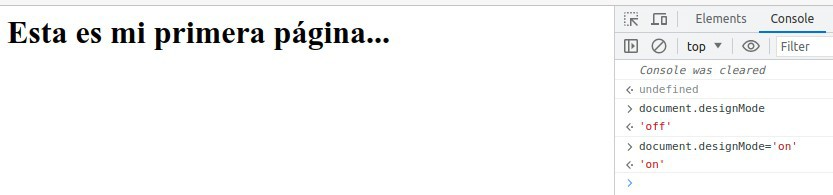 Esta es mi primera página...
Elements Console
top Filter
Console was cleared
undefined
document.designMode
'off'
document.designMode='on'
'on'